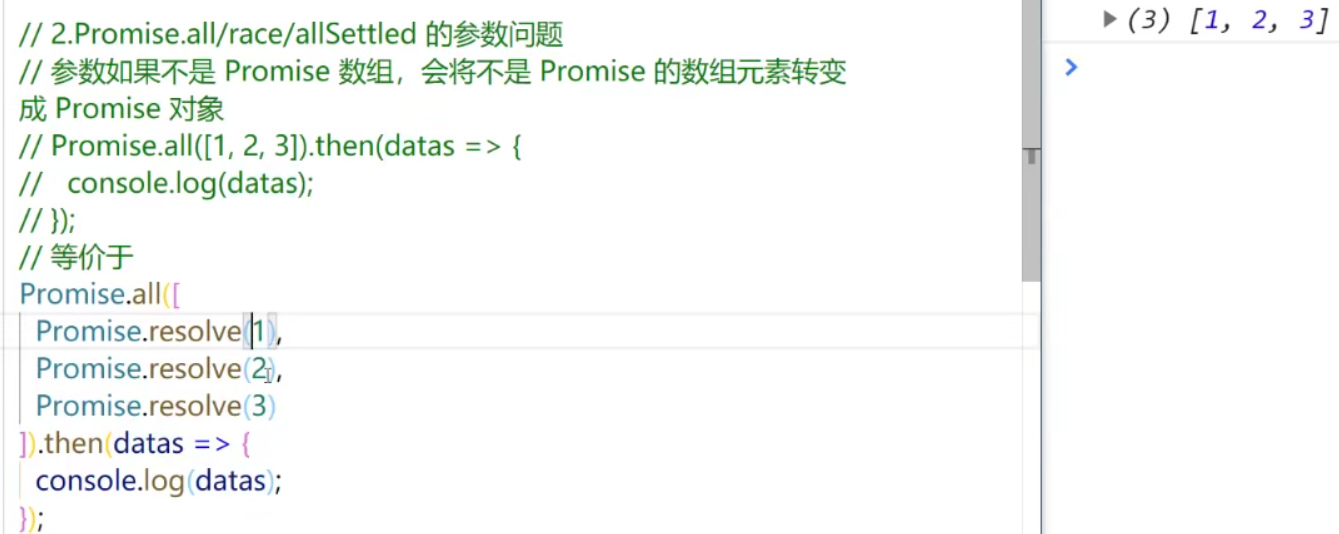 // 2.Promise.all/race/allSettled 的参数问题
// 参数如果不是 Promise 数组，会将不是 Promise 的数组元素转变
成 Promise 对象
// Promise.all([1, 2, 3]).then(datas => {
//   console.log(datas);
// });
// 等价于
Promise.all([
  Promise.resolve(1),
  Promise.resolve(2),
  Promise.resolve(3)
]).then(datas => {
  console.log(datas);
});
(3) [1, 2, 3]